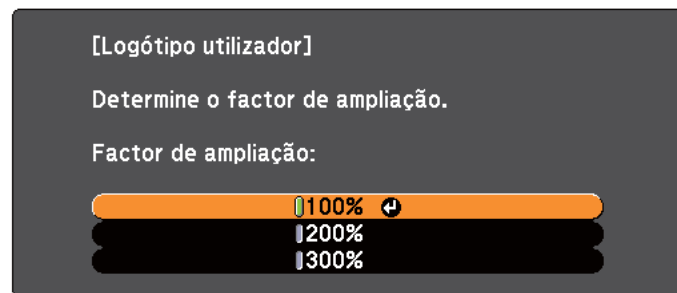 [Logótipo utilizador]
Determine o factor de ampliação.
Factor de ampliação:
100%
200%
300%